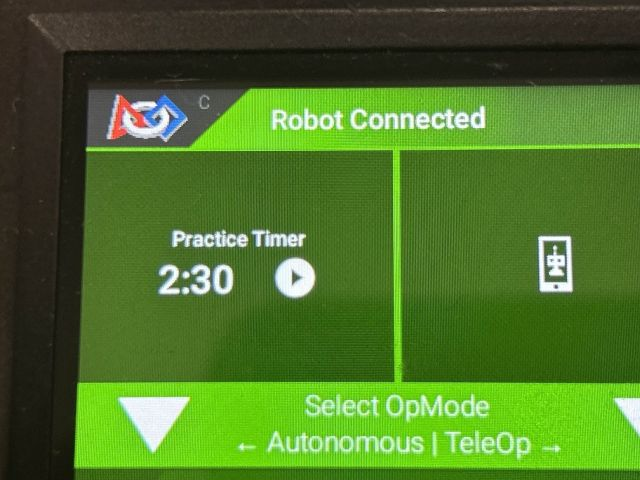 C
Robot Connected
Practice Timer
2:30
Select OpMode
← Autonomous | TeleOp →